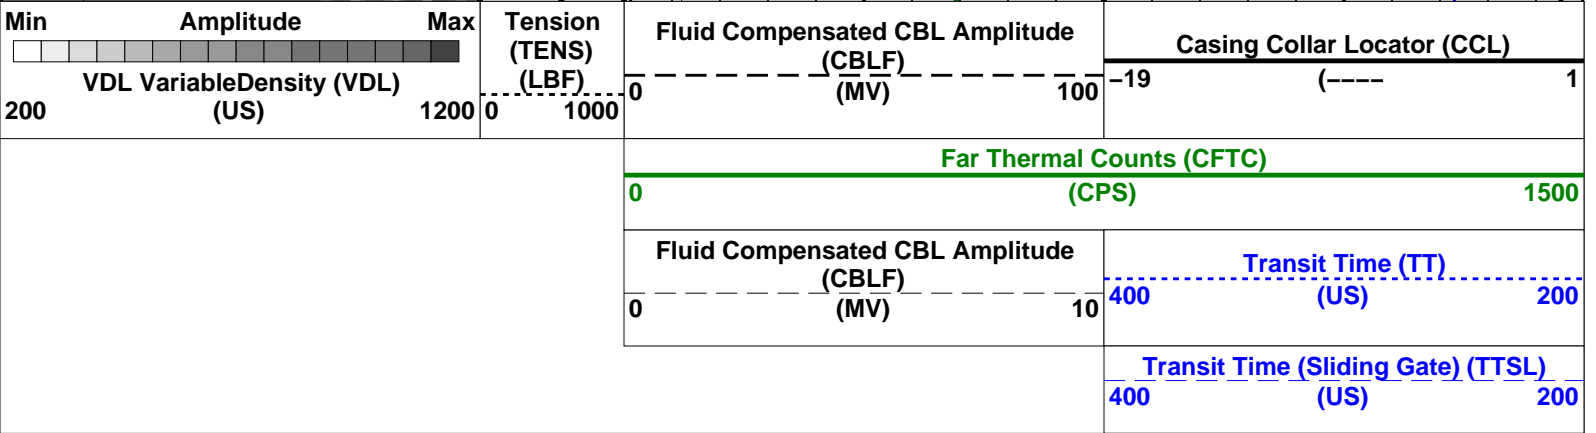 Min Amplitude Max
VDL VariableDensity (VDL)
200 (US) 1200
Tension
(TENS)
(LBF)
0 1000
Fluid Compensated CBL Amplitude
(CBLF)
0 (MV) 100
Casing Collar Locator (CCL)
−19 (−−−− 1
Far Thermal Counts (CFTC)
0 (CPS) 1500
Fluid Compensated CBL Amplitude
(CBLF)
0 (MV) 10
Transit Time (TT)
400 (US) 200
Transit Time (Sliding Gate) (TTSL)
400 (US) 200